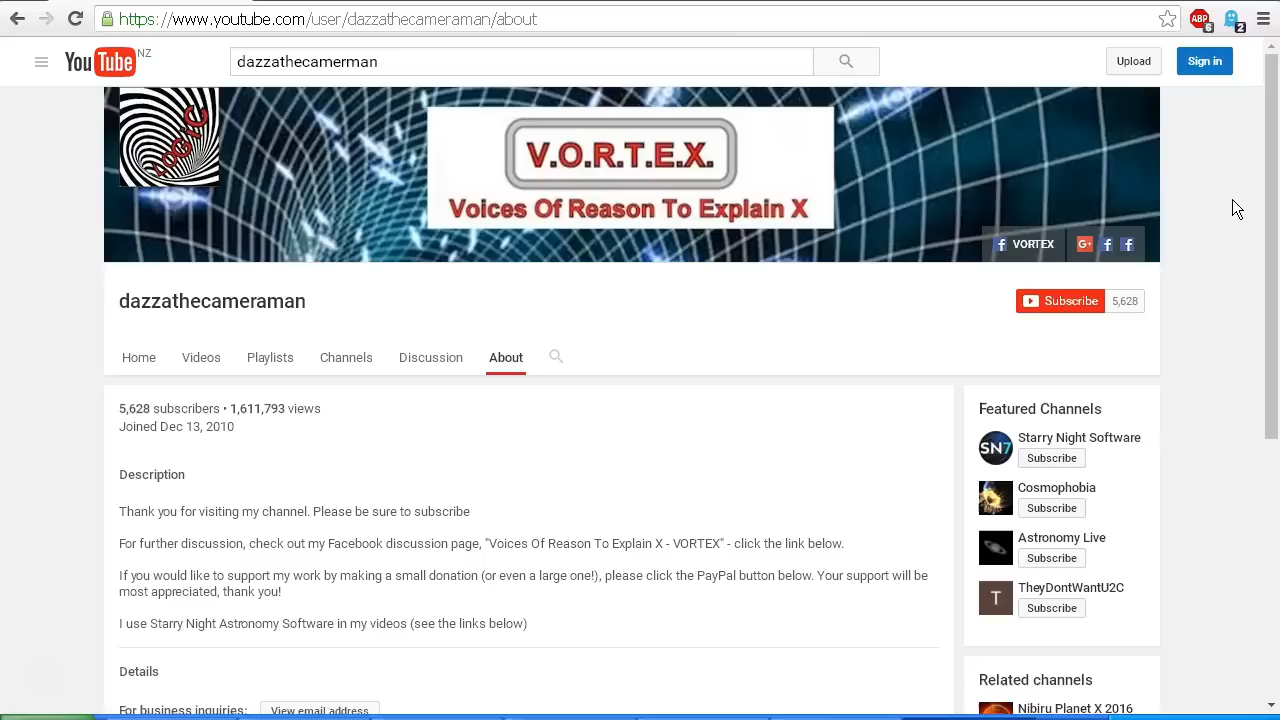 https://www.youtube.com/user/dazzathecameraman/about
ABP 6 2
YouTube NZ
dazzathecamerman
Upload Sign in
LOGIC
V.O.R.T.E.X.
Voices Of Reason To Explain X
VORTEX
G+
dazzathecameraman
Subscribe 5,628
Home Videos Playlists Channels Discussion About
5,628 subscribers • 1,611,793 views
Joined Dec 13, 2010
Description
Thank you for visiting my channel. Please be sure to subscribe
For further discussion, check out my Facebook discussion page, "Voices Of Reason To Explain X - VORTEX" - click the link below.
If you would like to support my work by making a small donation (or even a large one!), please click the PayPal button below. Your support will be
most appreciated, thank you!
I use Starry Night Astronomy Software in my videos (see the links below)
Details
For business inquiries: View email address
Featured Channels
SN7 Starry Night Software
Subscribe
Cosmophobia
Subscribe
Astronomy Live
Subscribe
T TheyDontWantU2C
Subscribe
Related channels
Nibiru Planet X 2016